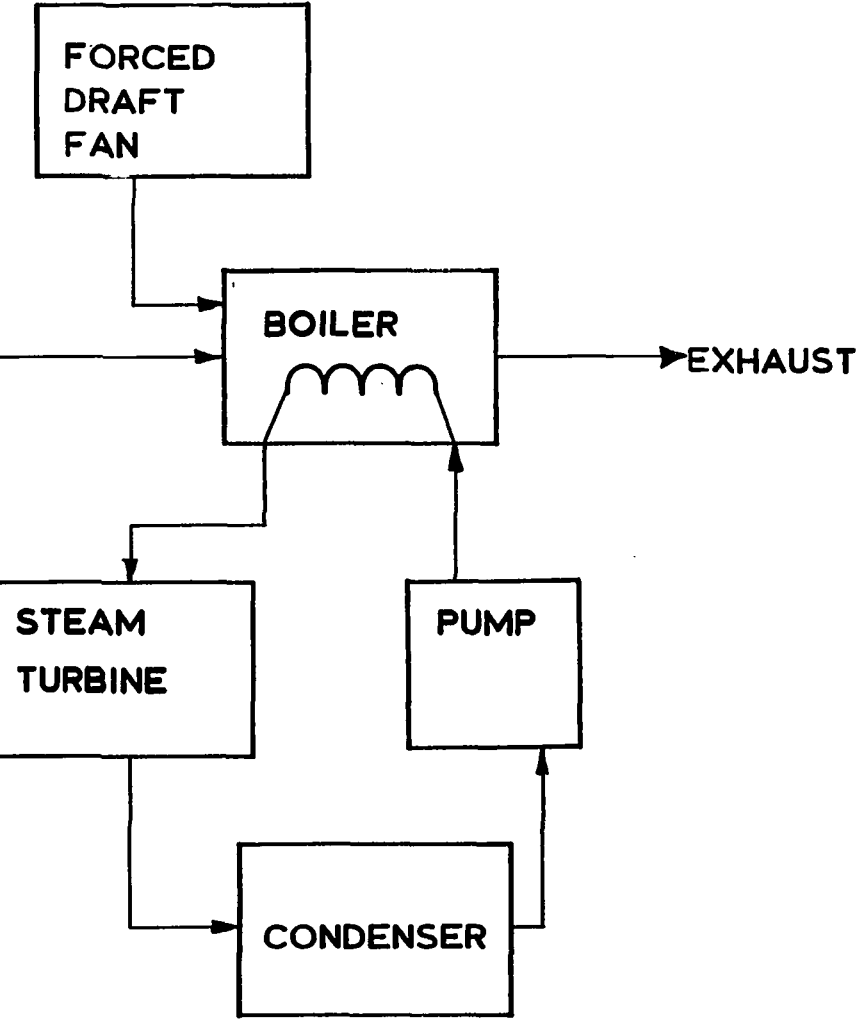 FORCED
DRAFT
FAN
BOILER
EXHAUST
STEAM
TURBINE
PUMP
CONDENSER